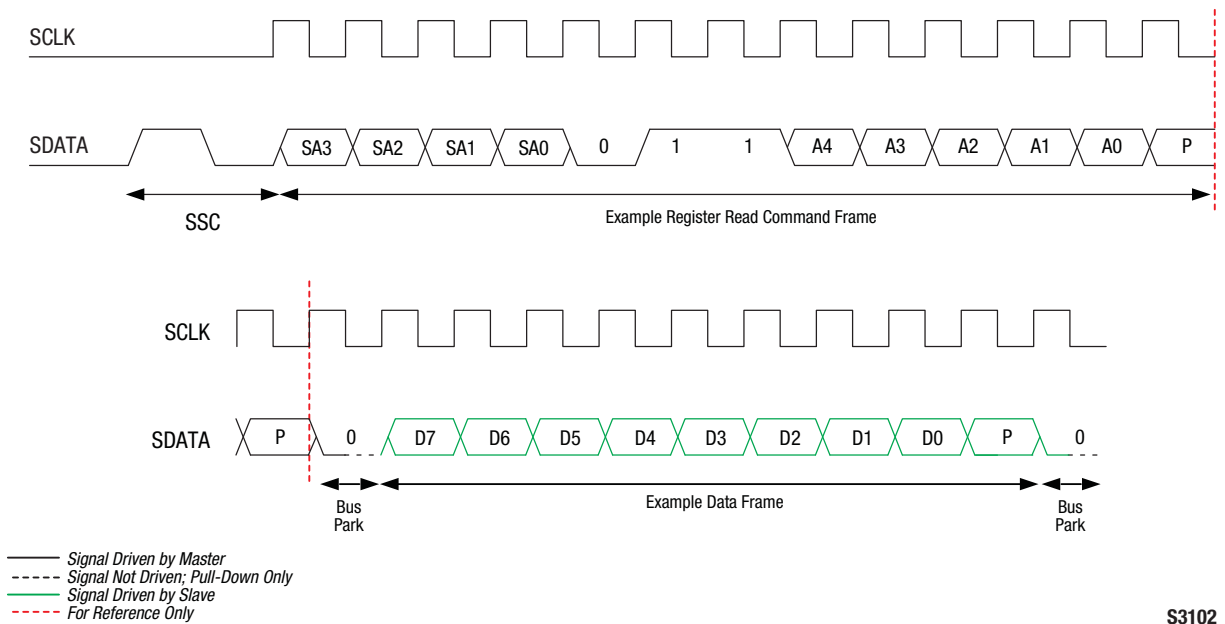 SCLK
SDATA SA3 SA2 SA1 SA0 0 1 1 A4 A3 A2 A1 A0 P
SSC
Example Register Read Command Frame
SCLK
SDATA P 0 D7 D6 D5 D4 D3 D2 D1 D0 P 0
Bus Park
Example Data Frame
Bus Park
Signal Driven by Master
Signal Not Driven; Pull-Down Only
Signal Driven by Slave
For Reference Only
S3102